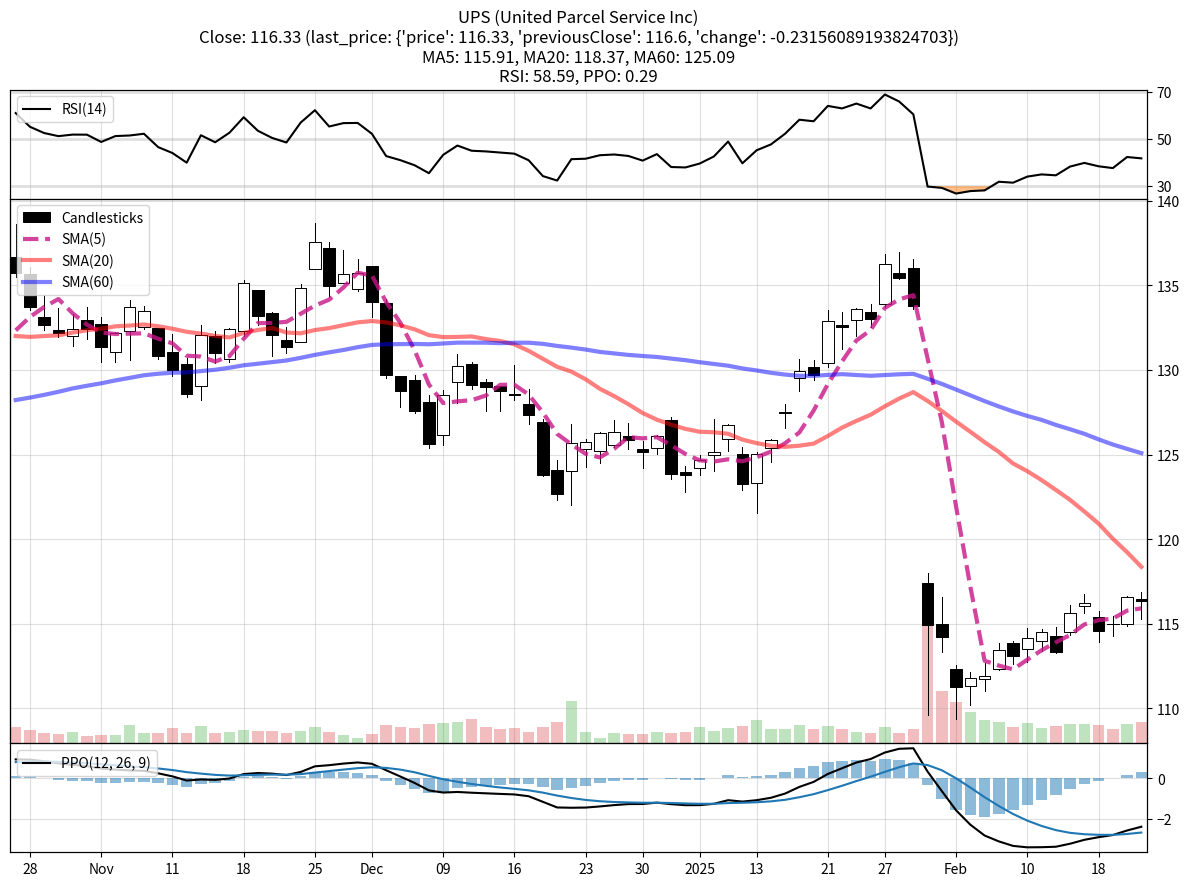 UPS (United Parcel Service Inc)
Close: 116.33 (last_price: {'price': 116.33, 'previousClose': 116.6, 'change': -0.23156089193824703})
MA5: 115.91, MA20: 118.37, MA60: 125.09
RSI: 58.59, PPO: 0.29
RSI(14)
70
50
30
Candlesticks
SMA(5)
SMA(20)
SMA(60)
140
135
130
125
120
115
110
PPO(12, 26, 9)
0
−2
28 Nov 11 18 25 Dec 09 16 23 30 2025 13 21 27 Feb 10 18